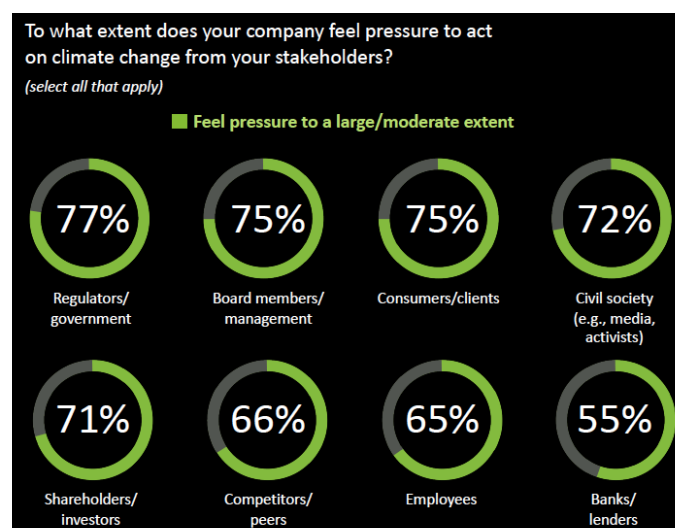 To what extent does your company feel pressure to act
on climate change from your stakeholders?
(select all that apply)
Feel pressure to a large/moderate extent
77%
75%
75%
72%
Regulators/
government
Board members/
management
Consumers/clients
Civil society
(e.g., media,
activists)
71%
66%
65%
55%
Shareholders/
investors
Competitors/
peers
Employees
Banks/
lenders